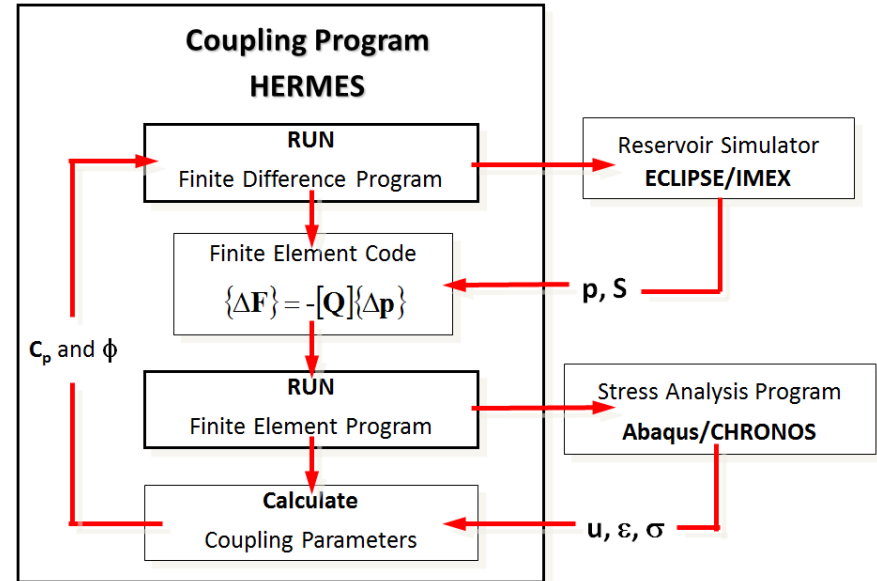 Coupling Program
HERMES
RUN
Finite Difference Program
Reservoir Simulator
ECLIPSE/IMEX
Finite Element Code
{ΔF} = -[Q]{Δp}
p, S
Cₚ and ϕ
RUN
Finite Element Program
Stress Analysis Program
Abaqus/CHRONOS
Calculate
Coupling Parameters
u, ε, σ